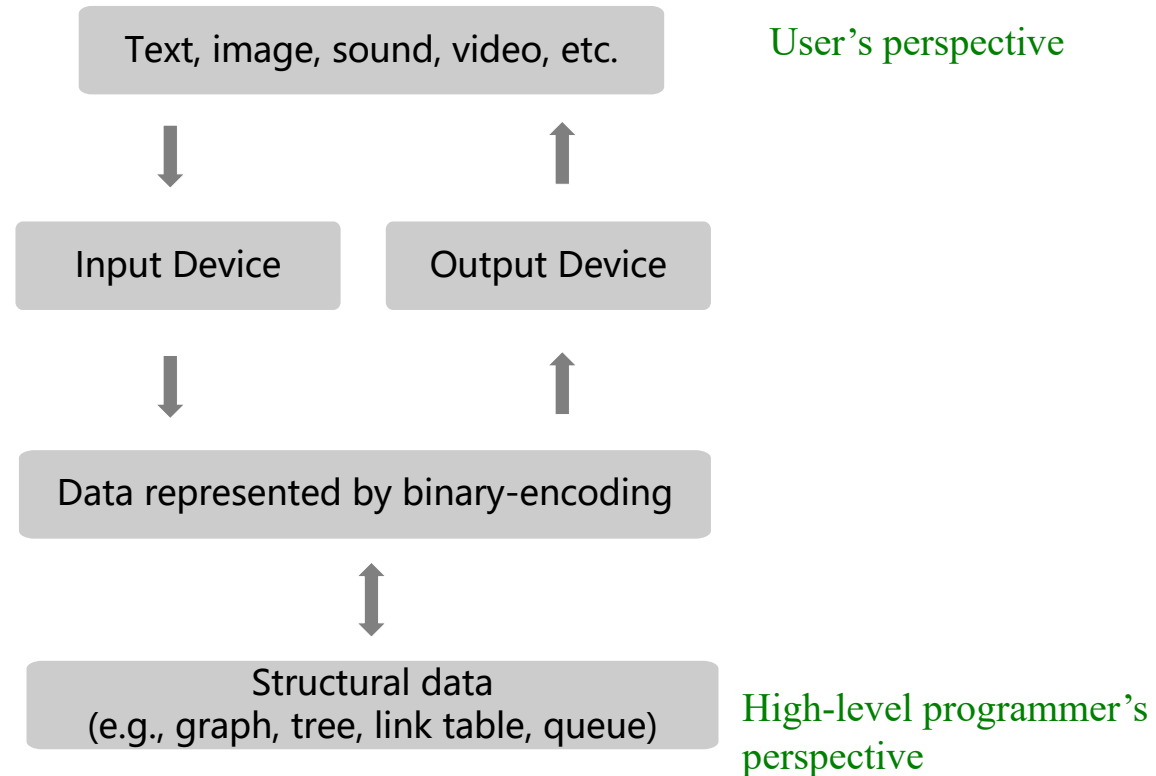 Text, image, sound, video, etc.
User’s perspective
Input Device
Output Device
Data represented by binary-encoding
Structural data
(e.g., graph, tree, link table, queue)
High-level programmer’s
perspective